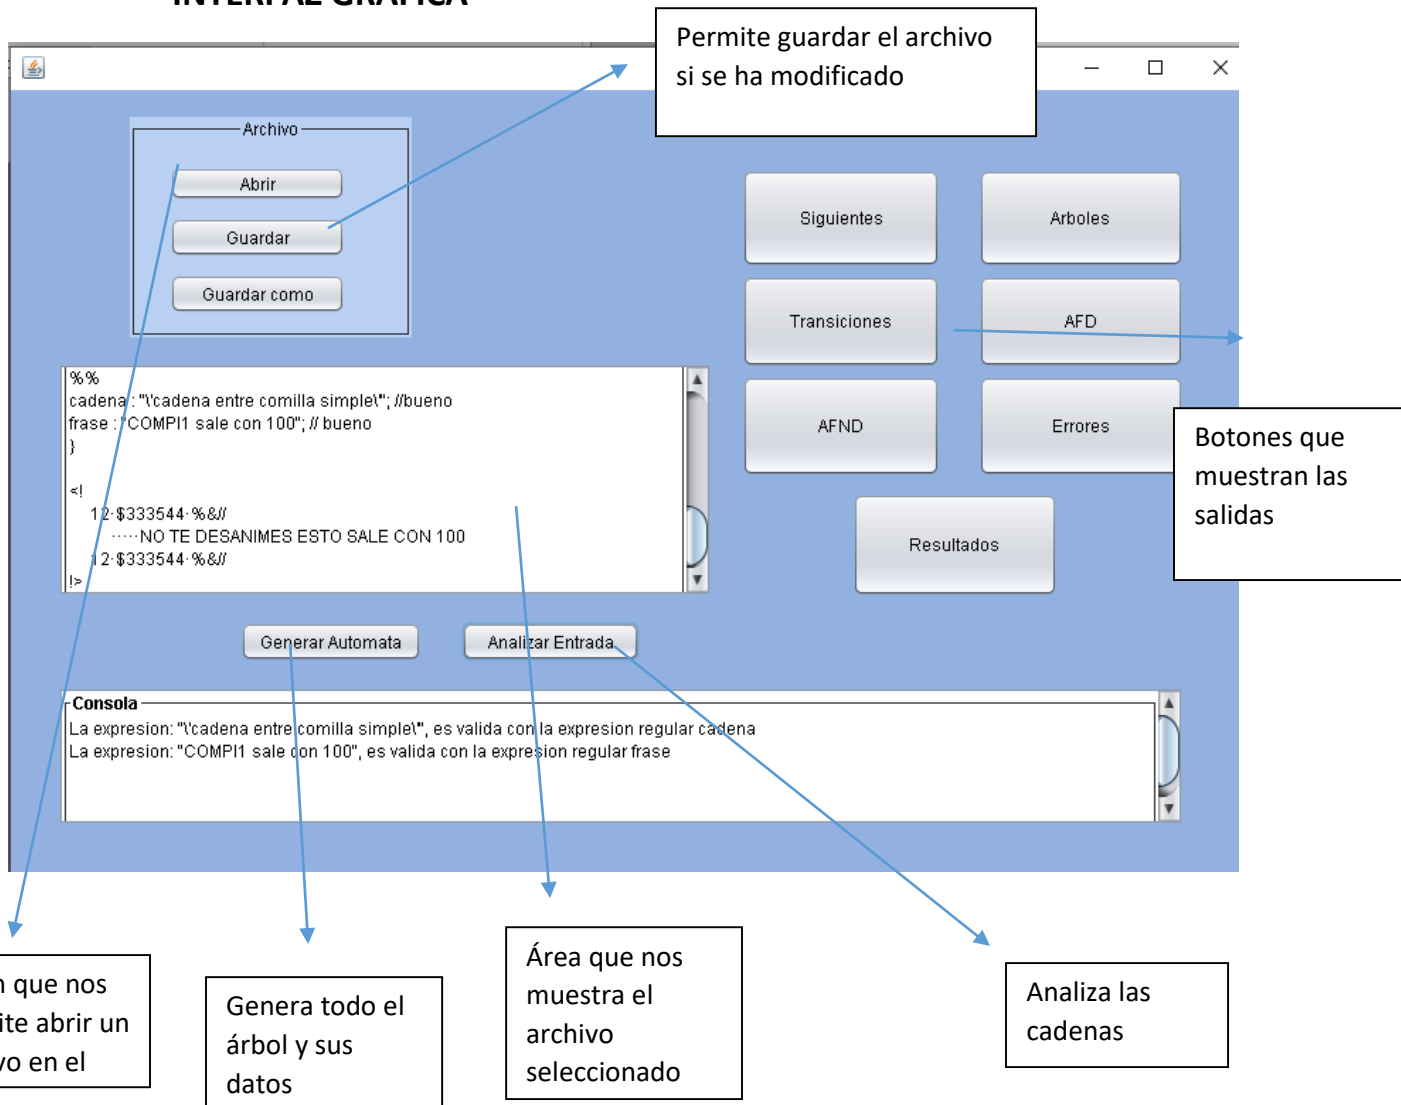 INTERFAZ GRÁFICA
Permite guardar el archivo
si se ha modificado
Archivo
Abrir
Guardar
Guardar como
Siguientes
Arboles
Transiciones
AFD
AFND
Errores
Resultados
Botones que
muestran las
salidas
%%
cadena : "\'cadena entre comilla simple\'"; //bueno
frase : "COMPI1 sale con 100"; // bueno
}
<!
12·$333544·%&//
·····NO TE DESANIMES ESTO SALE CON 100
12·$333544·%&//
!>
Generar Automata
Analizar Entrada
Consola
La expresion: "\'cadena entre comilla simple\'", es valida con la expresion regular cadena
La expresion: "COMPI1 sale con 100", es valida con la expresion regular frase
que nos
abrir un
en el
Genera todo el
árbol y sus
datos
Área que nos
muestra el
archivo
seleccionado
Analiza las
cadenas